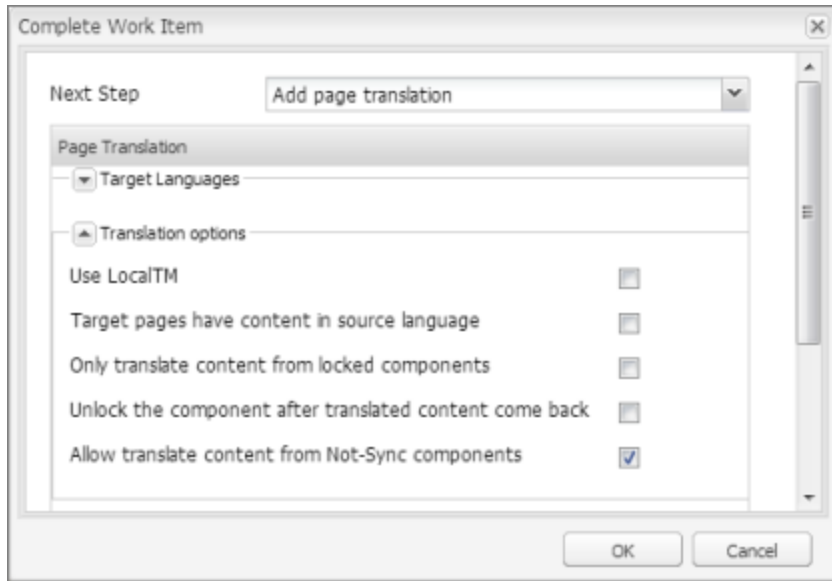 Complete Work Item
Next Step Add page translation
Page Translation
Target Languages
Translation options
Use LocalTM
Target pages have content in source language
Only translate content from locked components
Unlock the component after translated content come back
Allow translate content from Not-Sync components
OK Cancel